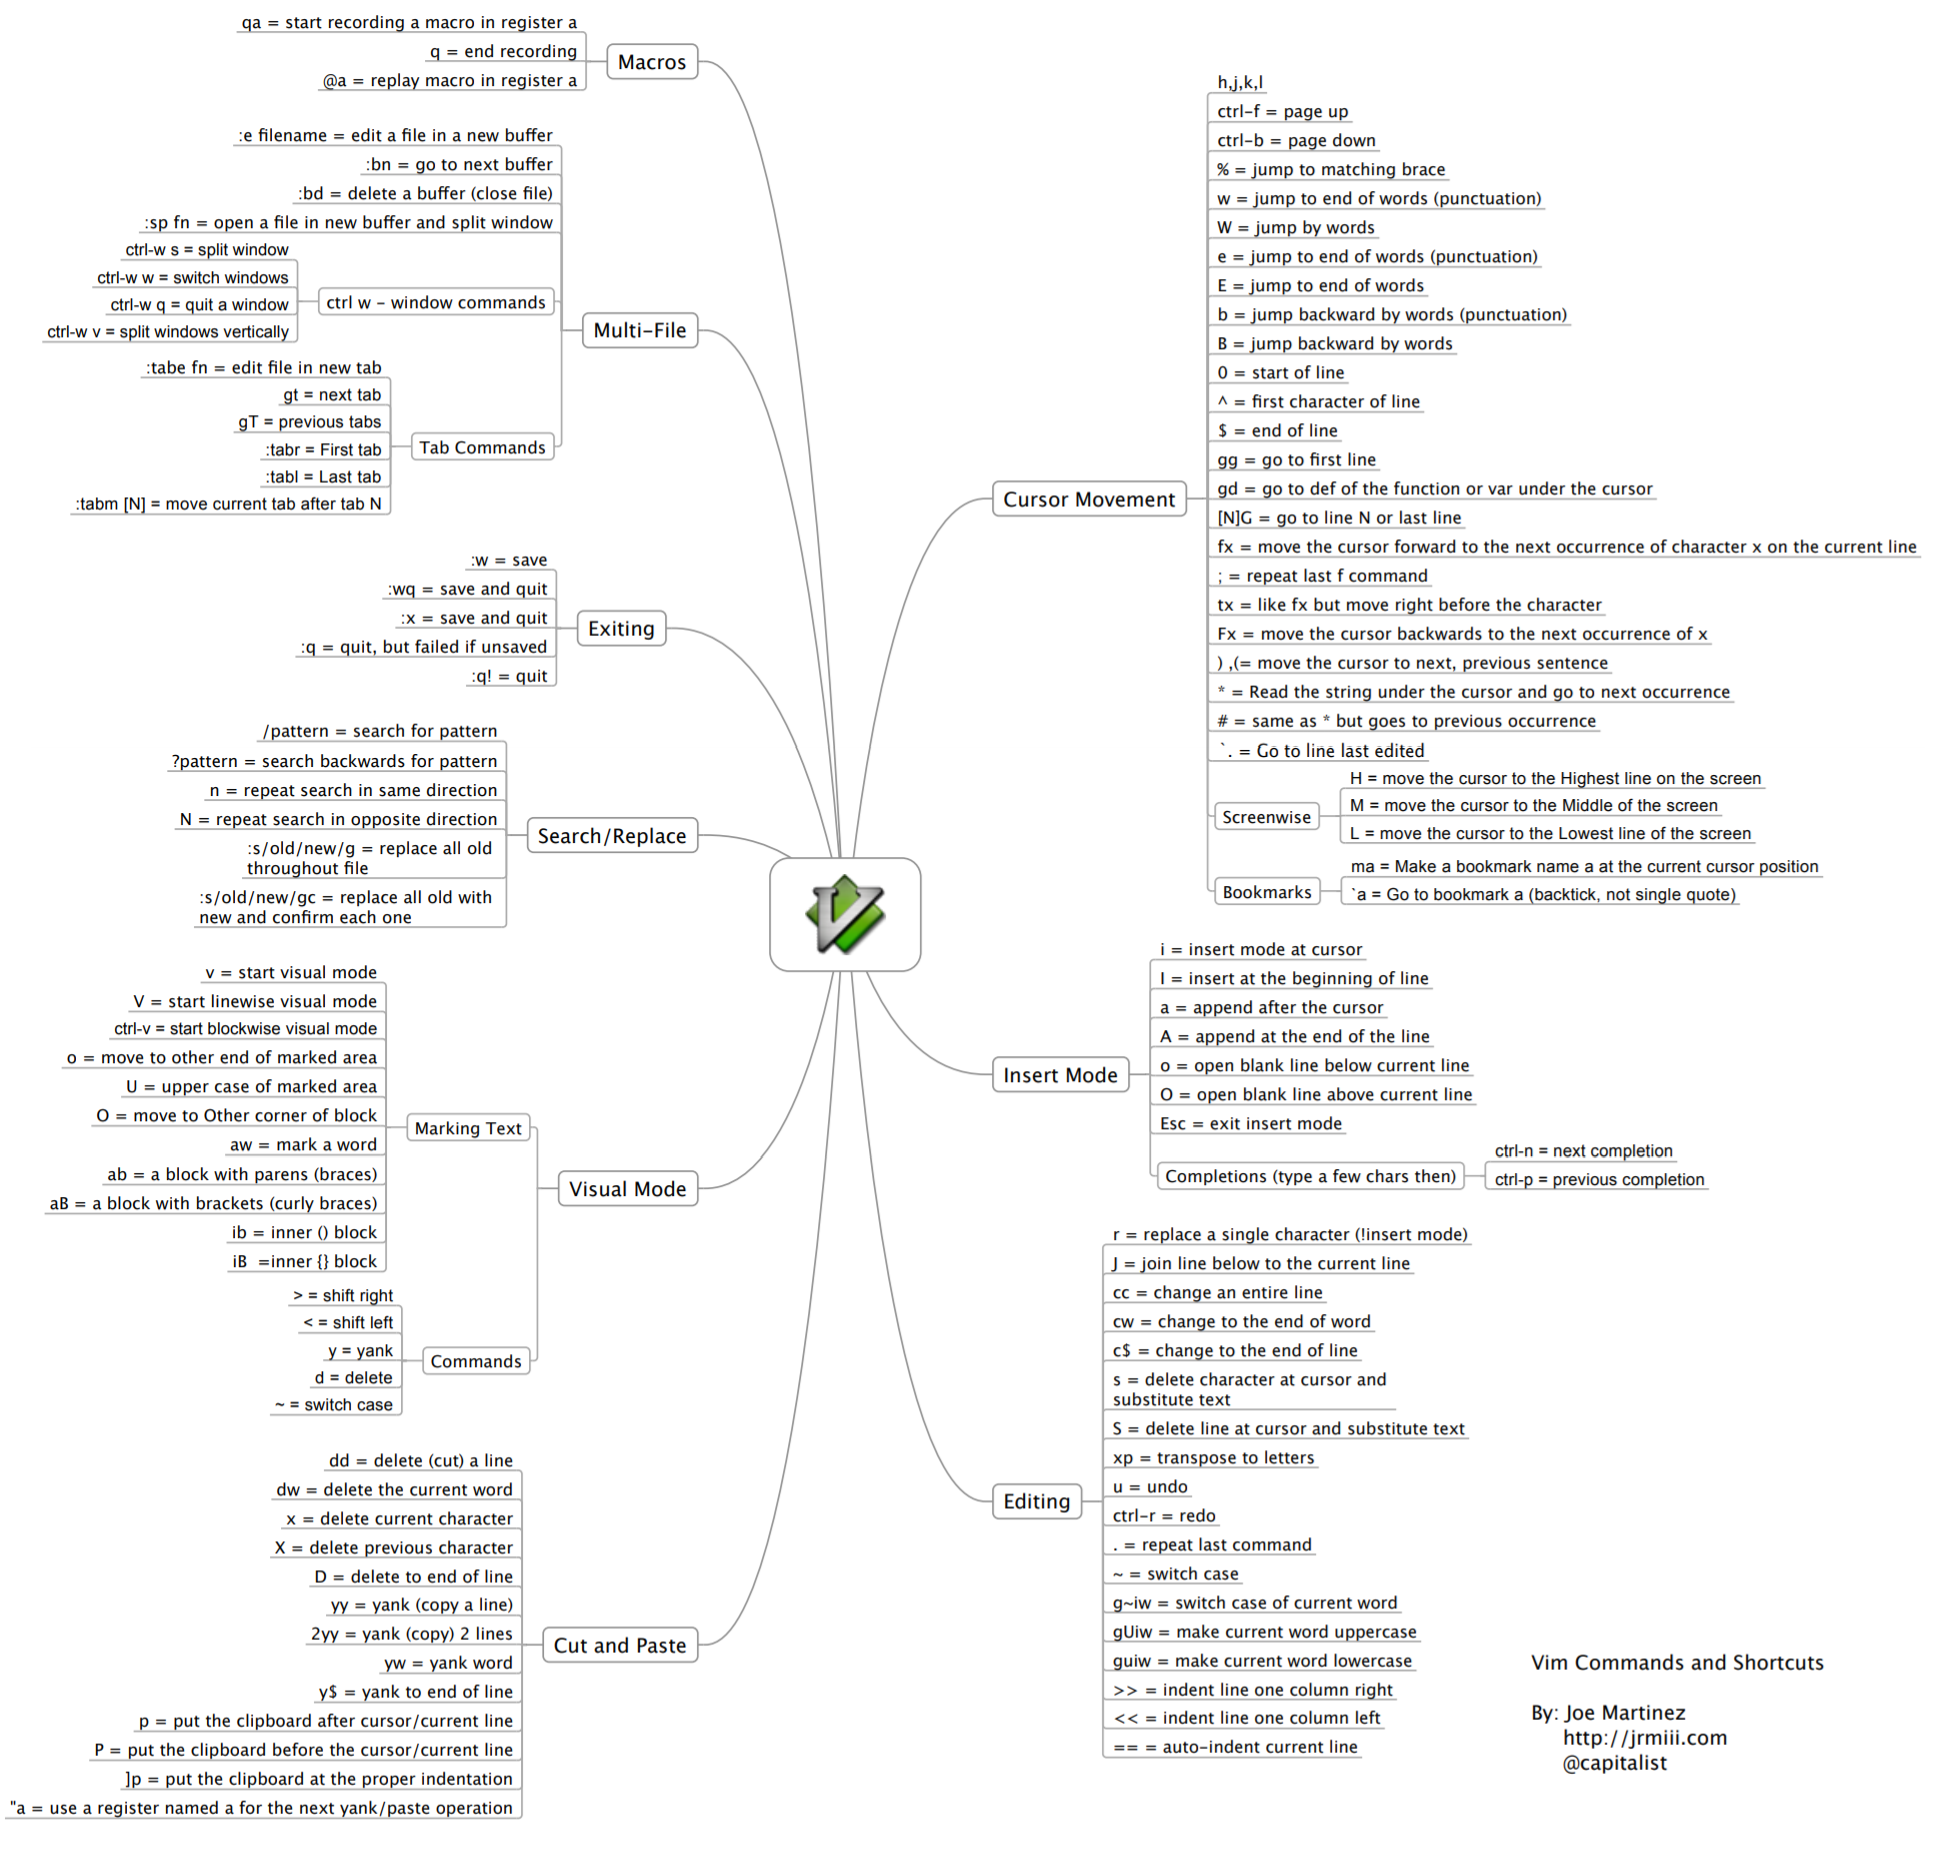 qa = start recording a macro in register a
q = end recording
@a = replay macro in register a
Macros
:e filename = edit a file in a new buffer
:bn = go to next buffer
:bd = delete a buffer (close file)
:sp fn = open a file in new buffer and split window
ctrl-w s = split window
ctrl-w w = switch windows
ctrl-w q = quit a window
ctrl-w v = split windows vertically
ctrl w - window commands
Multi-File
:tabe fn = edit file in new tab
gt = next tab
gT = previous tabs
:tabr = First tab
:tabl = Last tab
:tabm [N] = move current tab after tab N
Tab Commands
:w = save
:wq = save and quit
:x = save and quit
:q = quit, but failed if unsaved
:q! = quit
Exiting
/pattern = search for pattern
?pattern = search backwards for pattern
n = repeat search in same direction
N = repeat search in opposite direction
:s/old/new/g = replace all old
throughout file
:s/old/new/gc = replace all old with
new and confirm each one
Search/Replace
v = start visual mode
V = start linewise visual mode
ctrl-v = start blockwise visual mode
o = move to other end of marked area
U = upper case of marked area
O = move to Other corner of block
aw = mark a word
ab = a block with parens (braces)
aB = a block with brackets (curly braces)
ib = inner () block
iB =inner {} block
Marking Text
Visual Mode
> = shift right
< = shift left
y = yank
d = delete
~ = switch case
Commands
dd = delete (cut) a line
dw = delete the current word
x = delete current character
X = delete previous character
D = delete to end of line
yy = yank (copy a line)
2yy = yank (copy) 2 lines
yw = yank word
y$ = yank to end of line
p = put the clipboard after cursor/current line
P = put the clipboard before the cursor/current line
]p = put the clipboard at the proper indentation
"a = use a register named a for the next yank/paste operation
Cut and Paste
Cursor Movement
h,j,k,l
ctrl-f = page up
ctrl-b = page down
% = jump to matching brace
w = jump to end of words (punctuation)
W = jump by words
e = jump to end of words (punctuation)
E = jump to end of words
b = jump backward by words (punctuation)
B = jump backward by words
0 = start of line
^ = first character of line
$ = end of line
gg = go to first line
gd = go to def of the function or var under the cursor
[N]G = go to line N or last line
fx = move the cursor forward to the next occurrence of character x on the current line
; = repeat last f command
tx = like fx but move right before the character
Fx = move the cursor backwards to the next occurrence of x
) ,(= move the cursor to next, previous sentence
* = Read the string under the cursor and go to next occurrence
# = same as * but goes to previous occurrence
`. = Go to line last edited
Screenwise
H = move the cursor to the Highest line on the screen
M = move the cursor to the Middle of the screen
L = move the cursor to the Lowest line of the screen
Bookmarks
ma = Make a bookmark name a at the current cursor position
`a = Go to bookmark a (backtick, not single quote)
Insert Mode
i = insert mode at cursor
I = insert at the beginning of line
a = append after the cursor
A = append at the end of the line
o = open blank line below current line
O = open blank line above current line
Esc = exit insert mode
Completions (type a few chars then)
ctrl-n = next completion
ctrl-p = previous completion
Editing
r = replace a single character (!insert mode)
J = join line below to the current line
cc = change an entire line
cw = change to the end of word
c$ = change to the end of line
s = delete character at cursor and
substitute text
S = delete line at cursor and substitute text
xp = transpose to letters
u = undo
ctrl-r = redo
. = repeat last command
~ = switch case
g~iw = switch case of current word
gUiw = make current word uppercase
guiw = make current word lowercase
>> = indent line one column right
<< = indent line one column left
== = auto-indent current line
Vim Commands and Shortcuts
By: Joe Martinez
http://jrmiii.com
@capitalist